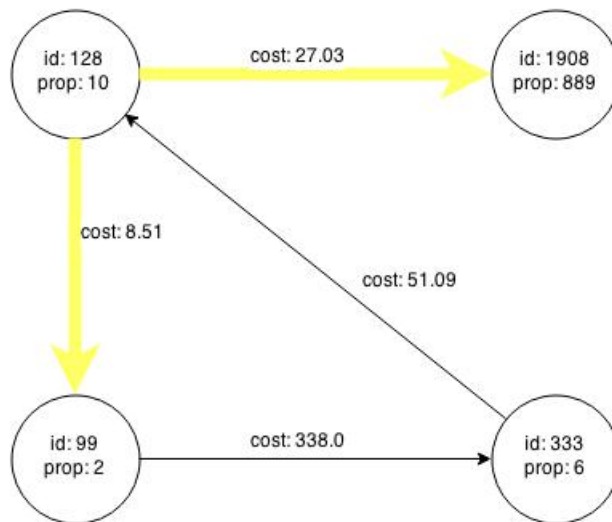 id: 128
prop: 10
cost: 27.03
id: 1908
prop: 889
cost: 8.51
cost: 51.09
id: 99
prop: 2
cost: 338.0
id: 333
prop: 6